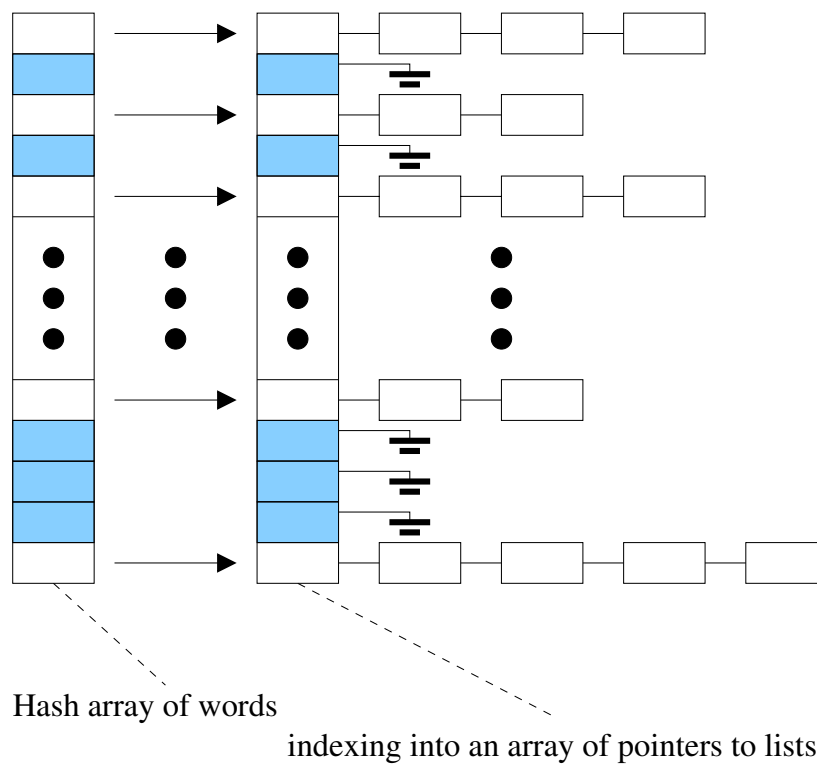 Hash array of words
indexing into an array of pointers to lists